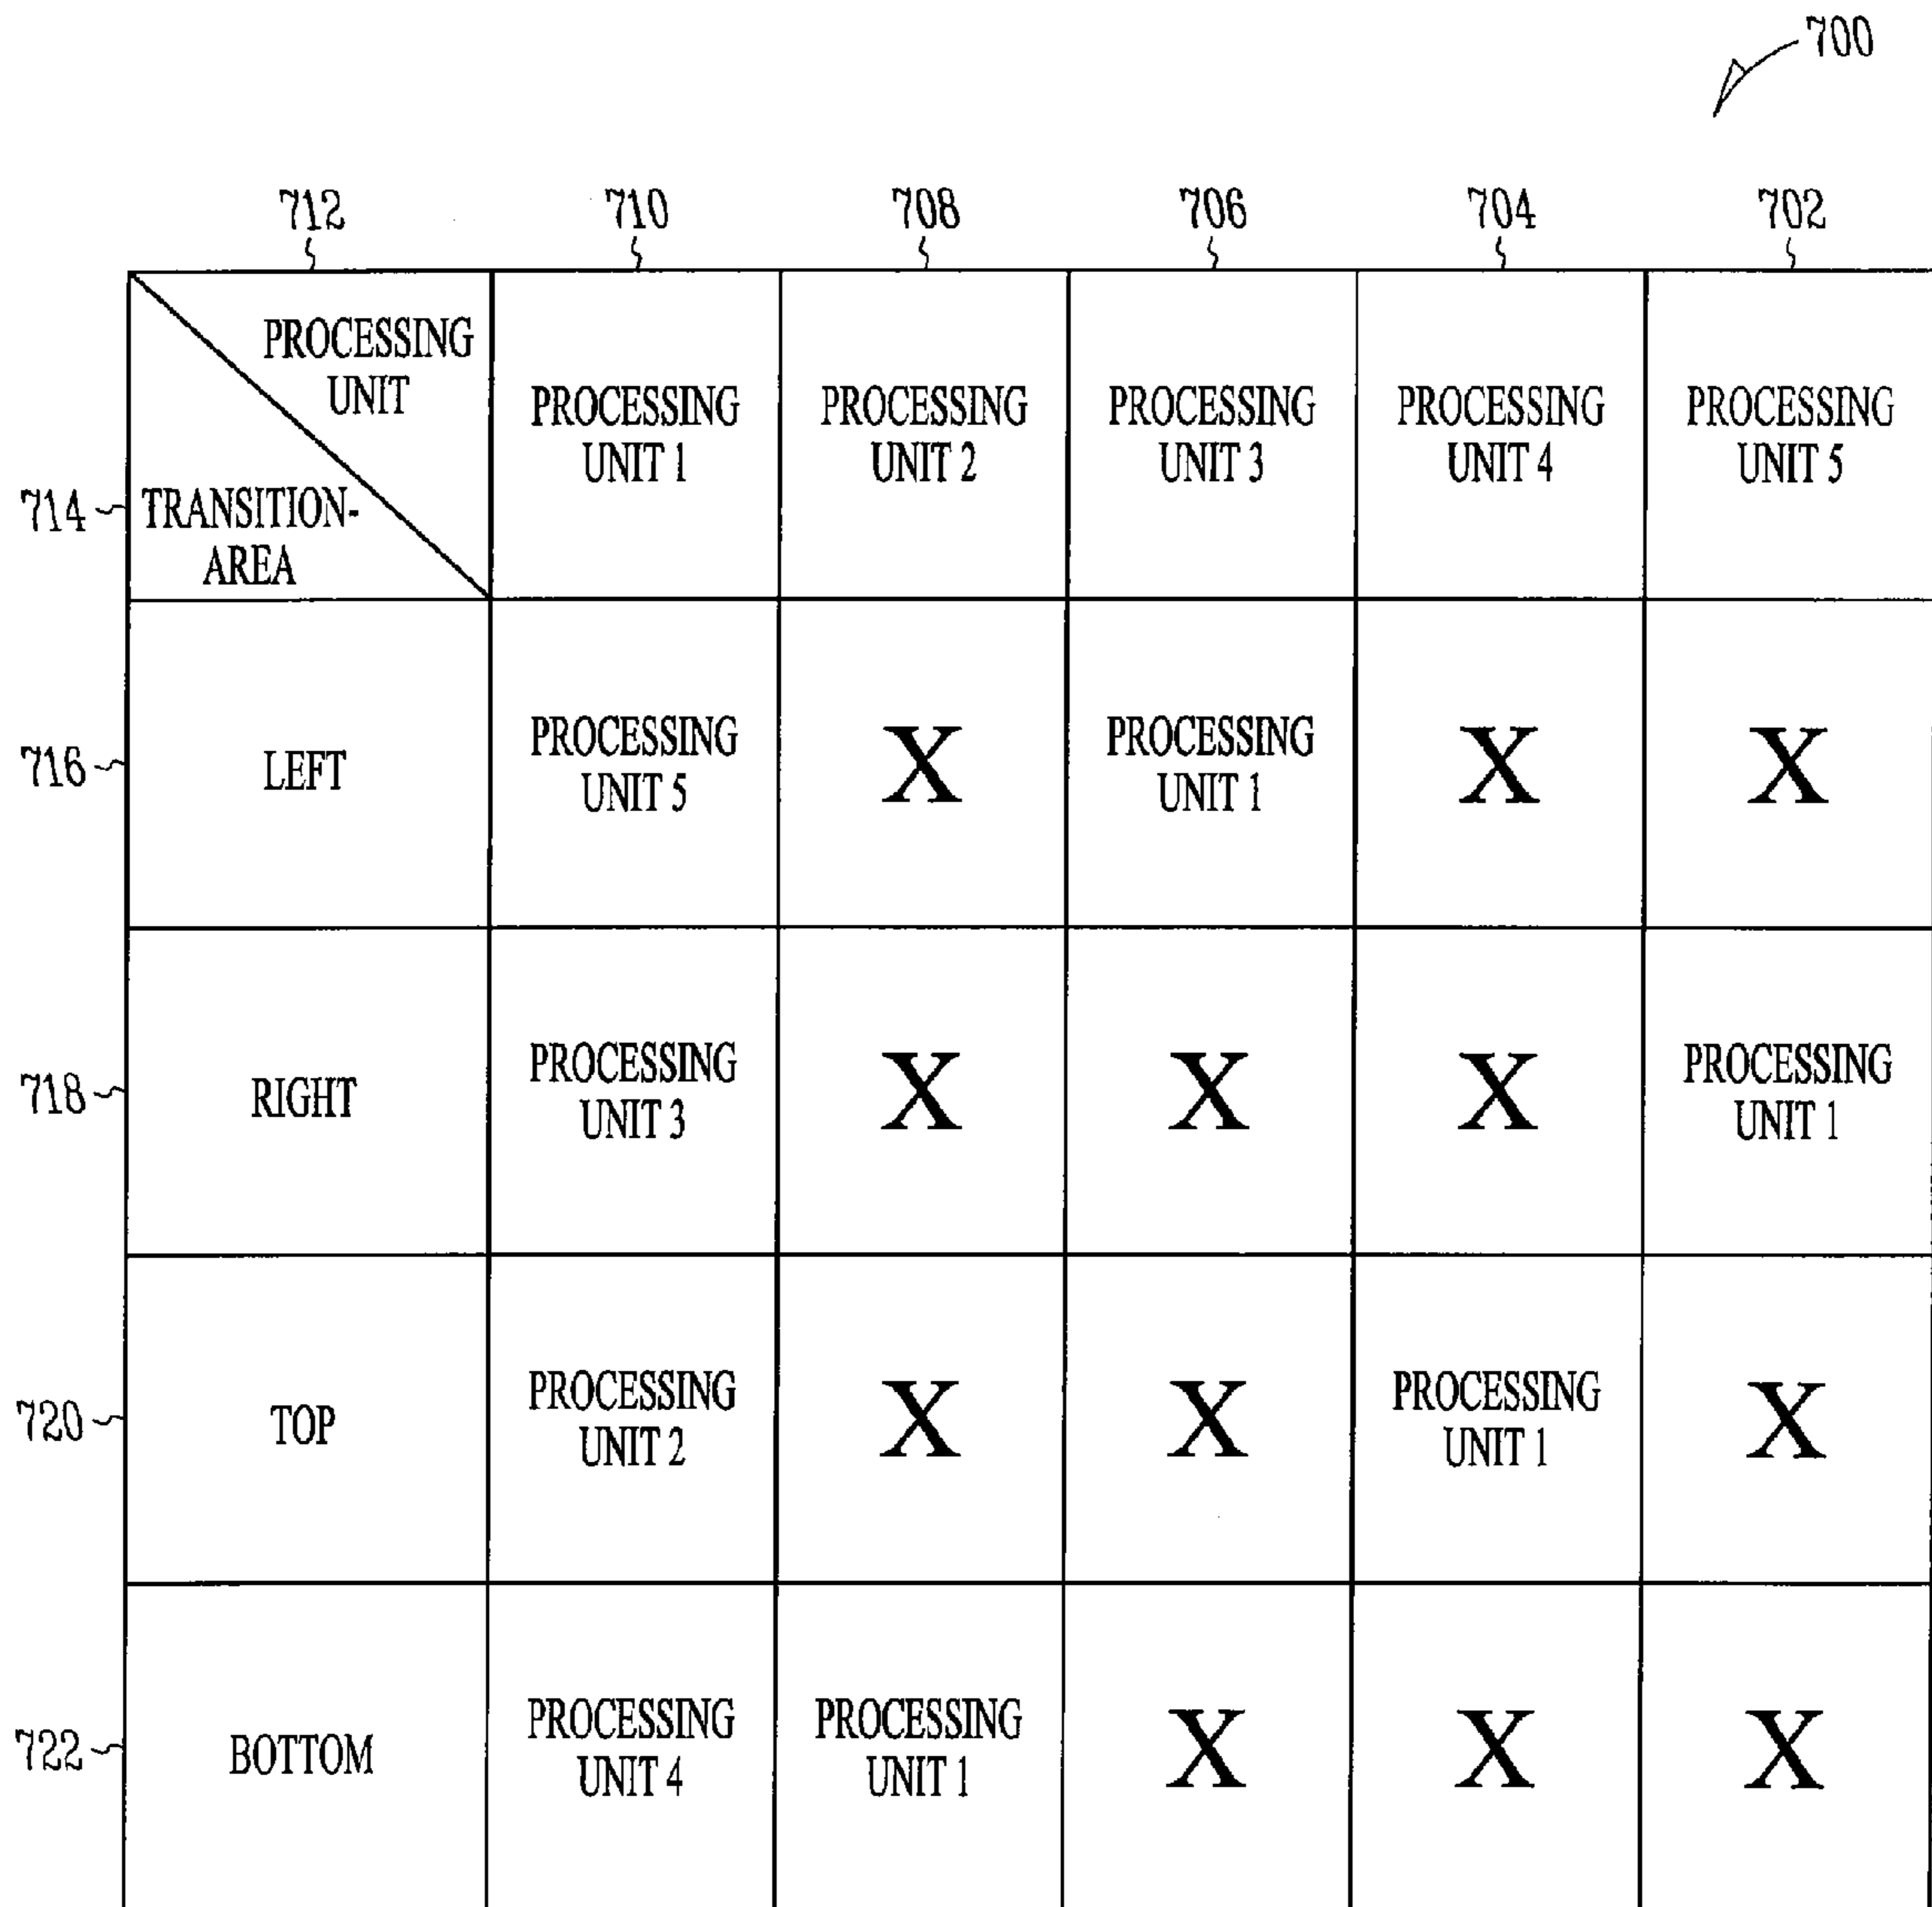 700
712 710 708 706 704 702
PROCESSING
UNIT
TRANSITION-
AREA
PROCESSING
UNIT 1
PROCESSING
UNIT 2
PROCESSING
UNIT 3
PROCESSING
UNIT 4
PROCESSING
UNIT 5
714
716
LEFT
PROCESSING
UNIT 5
X
PROCESSING
UNIT 1
X
X
718
RIGHT
PROCESSING
UNIT 3
X
X
X
PROCESSING
UNIT 1
720
TOP
PROCESSING
UNIT 2
X
X
PROCESSING
UNIT 1
X
722
BOTTOM
PROCESSING
UNIT 4
PROCESSING
UNIT 1
X
X
X